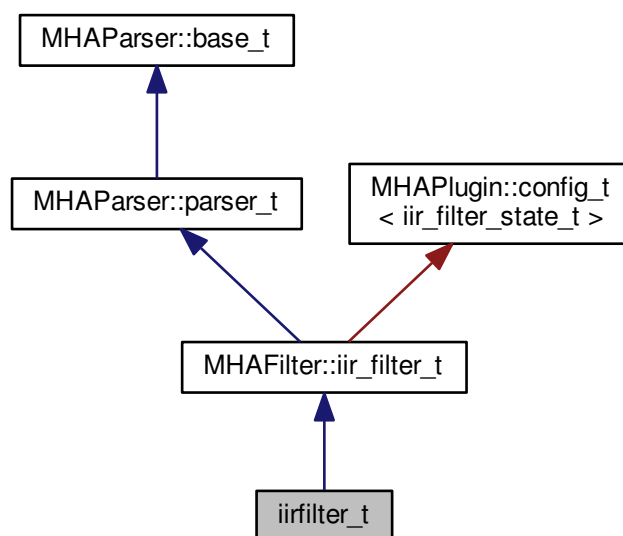 MHAParser::base_t
MHAParser::parser_t
MHAPlugin::config_t
< iir_filter_state_t >
MHAFilter::iir_filter_t
iirfilter_t